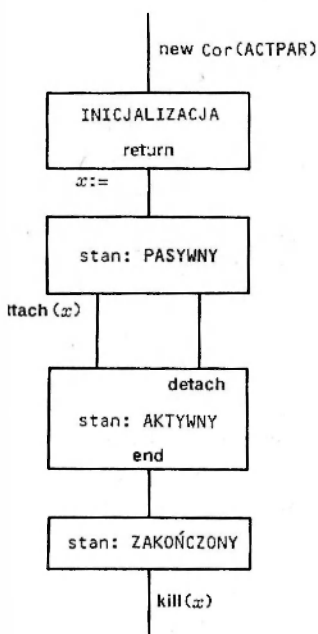 new Cor(ACTPAR)
INICJALIZACJA
return
x:=
stan: PASYWNY
ttach(x)
detach
stan: AKTYWNY
end
stan: ZAKOŃCZONY
kill(x)